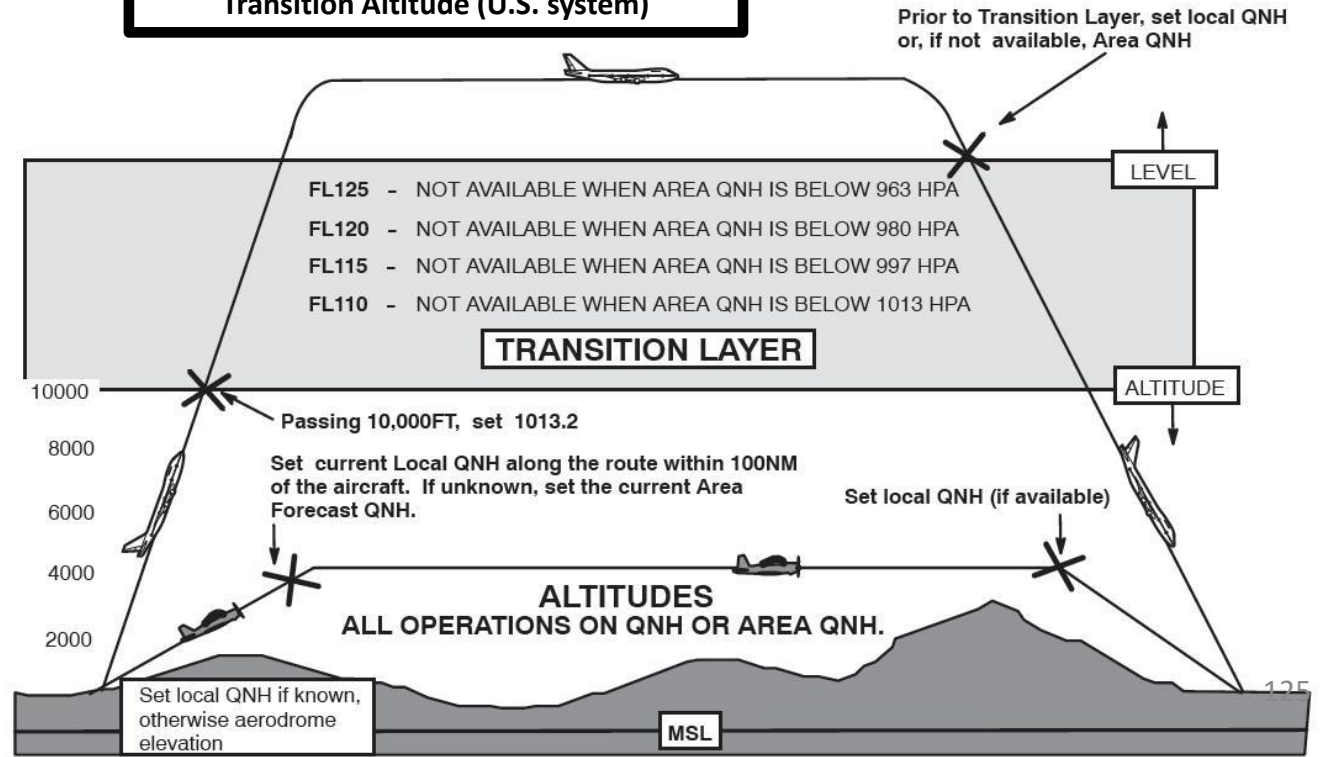 Transition Altitude (U.S. system)
Prior to Transition Layer, set local QNH
or, if not available, Area QNH
LEVEL
FL125 - NOT AVAILABLE WHEN AREA QNH IS BELOW 963 HPA
FL120 - NOT AVAILABLE WHEN AREA QNH IS BELOW 980 HPA
FL115 - NOT AVAILABLE WHEN AREA QNH IS BELOW 997 HPA
FL110 - NOT AVAILABLE WHEN AREA QNH IS BELOW 1013 HPA
TRANSITION LAYER
10000
ALTITUDE
Passing 10,000FT, set 1013.2
8000
Set current Local QNH along the route within 100NM
of the aircraft. If unknown, set the current Area
Forecast QNH.
Set local QNH (if available)
6000
4000
ALTITUDES
ALL OPERATIONS ON QNH OR AREA QNH.
2000
Set local QNH if known,
otherwise aerodrome
elevation
MSL
125